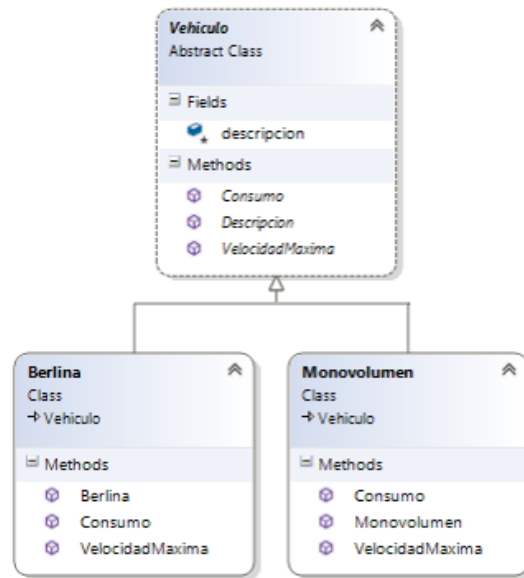 Vehiculo
Abstract Class
Fields
descripcion
Methods
Consumo
Descripcion
VelocidadMaxima
Berlina
Class
Vehiculo
Methods
Berlina
Consumo
VelocidadMaxima
Monovolumen
Class
Vehiculo
Methods
Consumo
Monovolumen
VelocidadMaxima